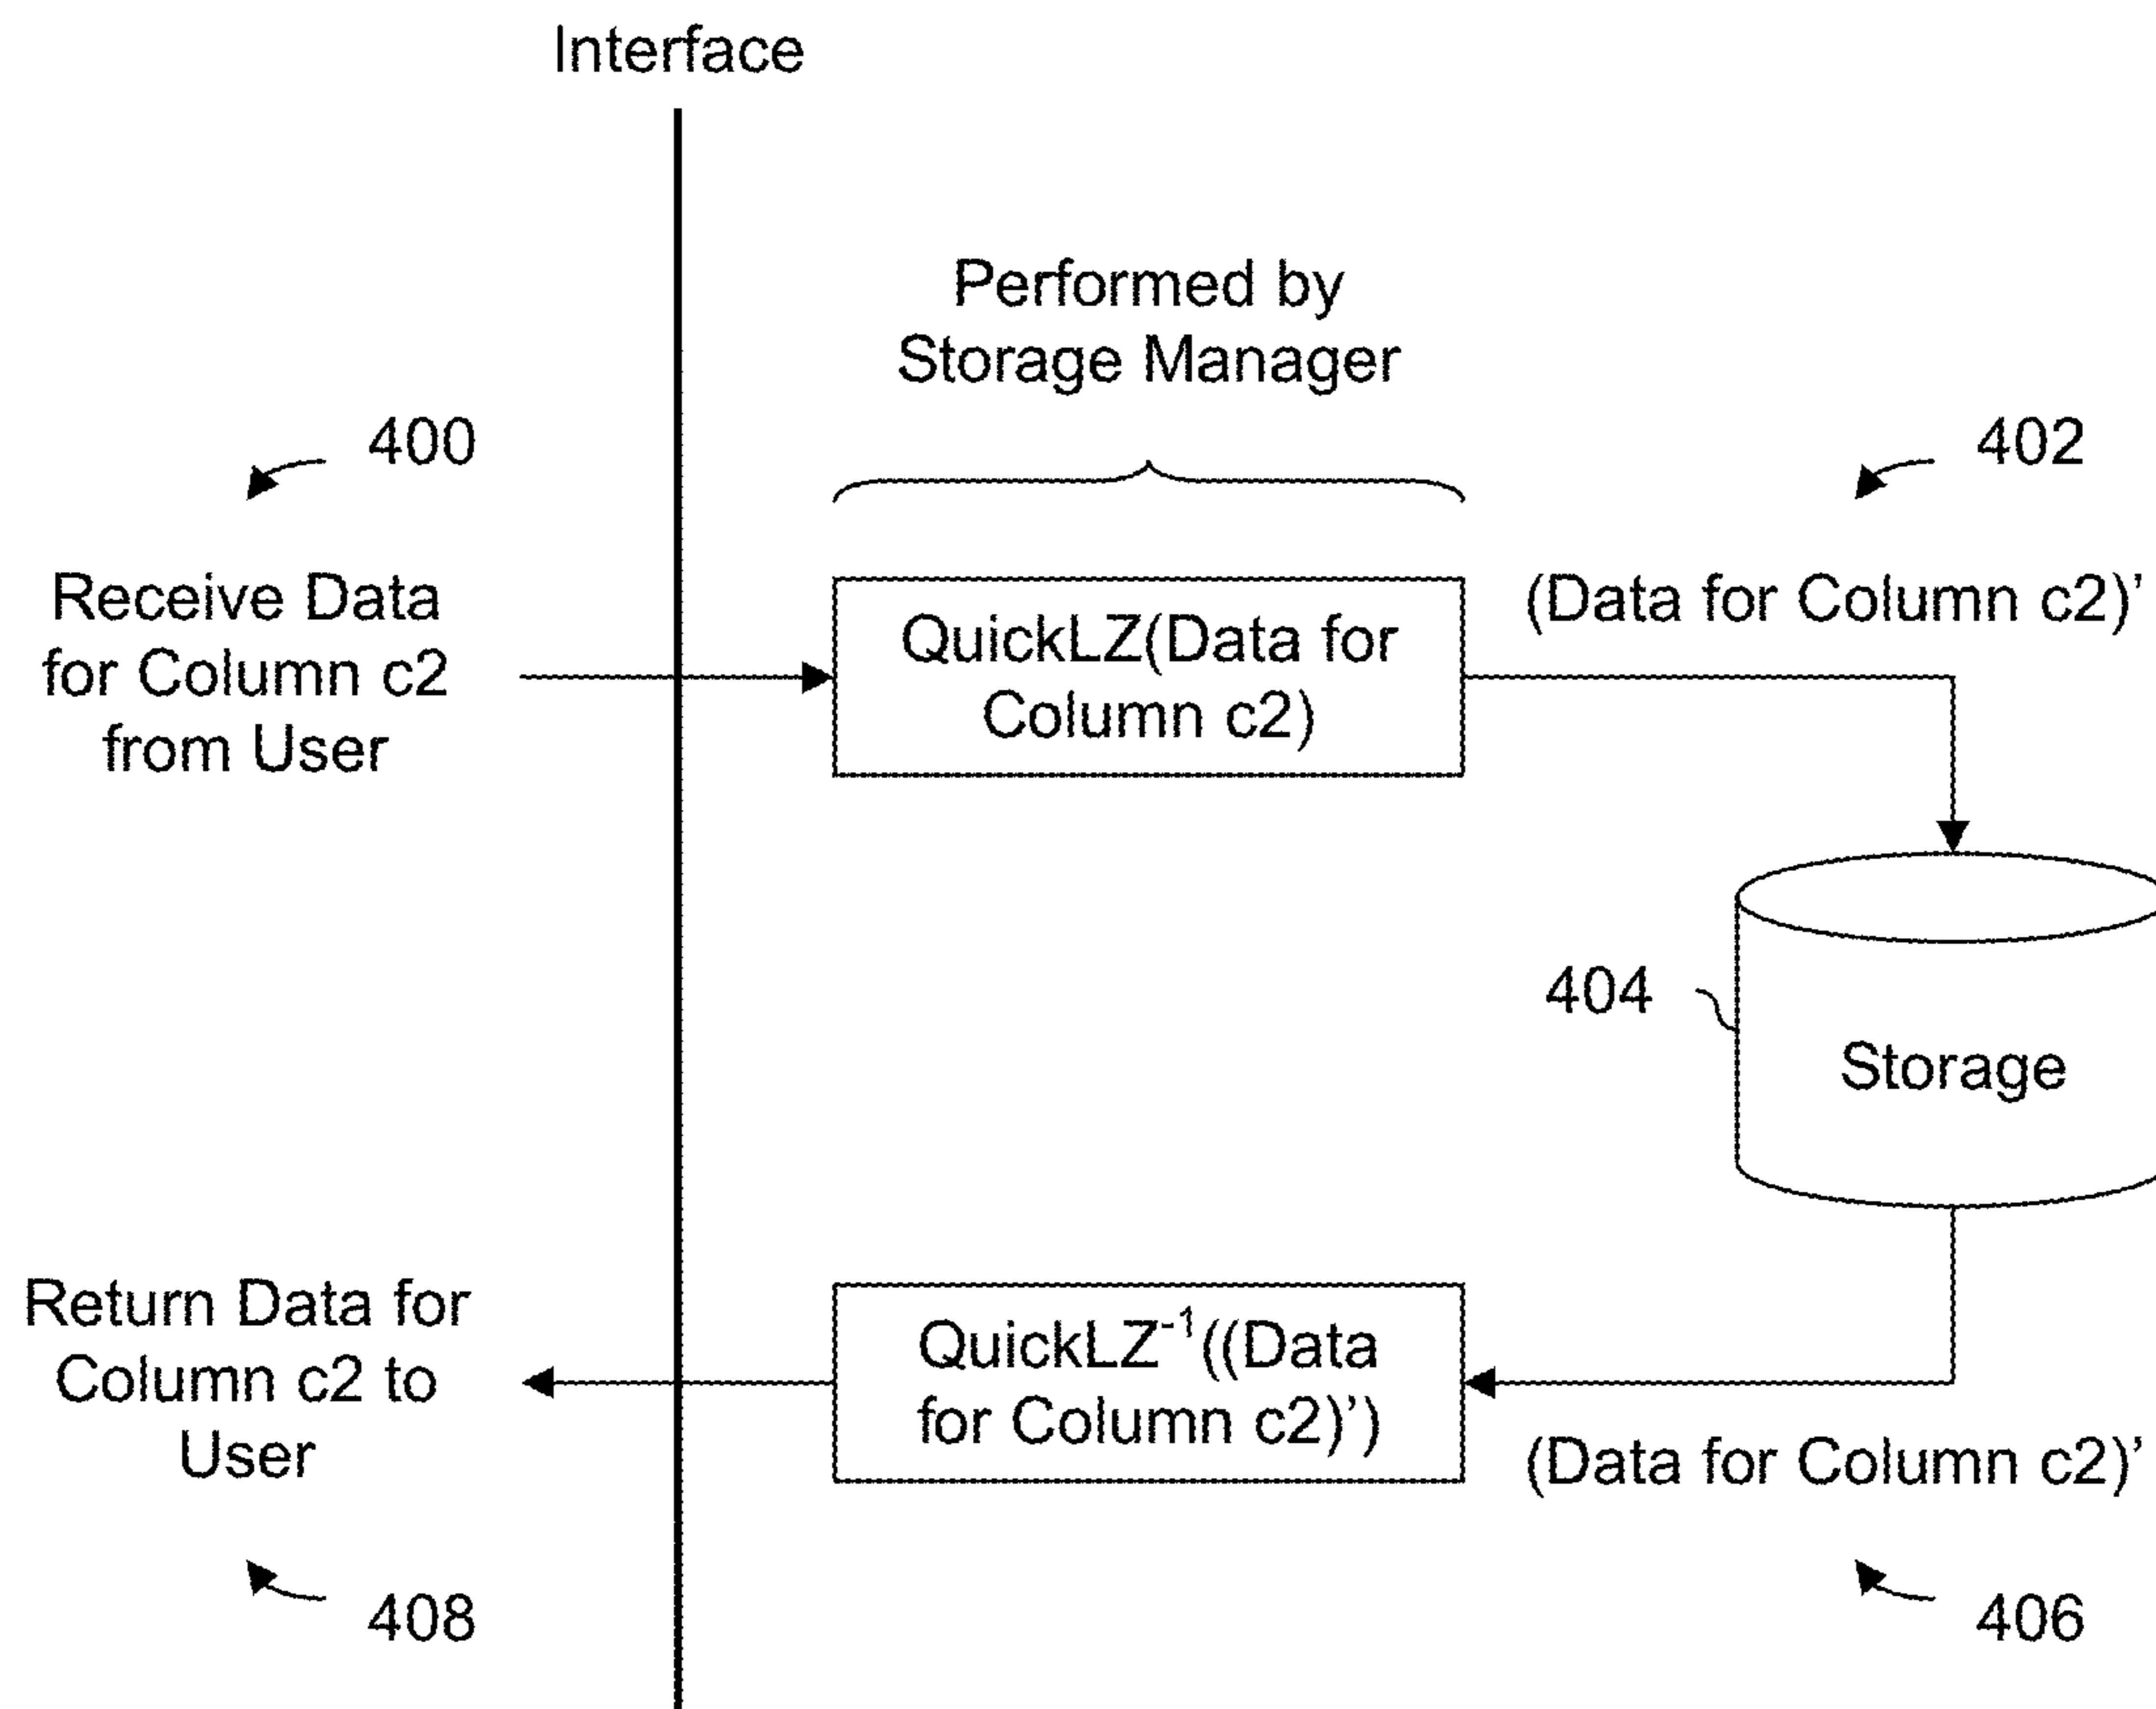 Interface
Performed by
Storage Manager
400
402
Receive Data
for Column c2
from User
QuickLZ(Data for
Column c2)
(Data for Column c2)’
404
Storage
Return Data for
Column c2 to
User
QuickLZ⁻¹((Data
for Column c2)’)
(Data for Column c2)’
408
406